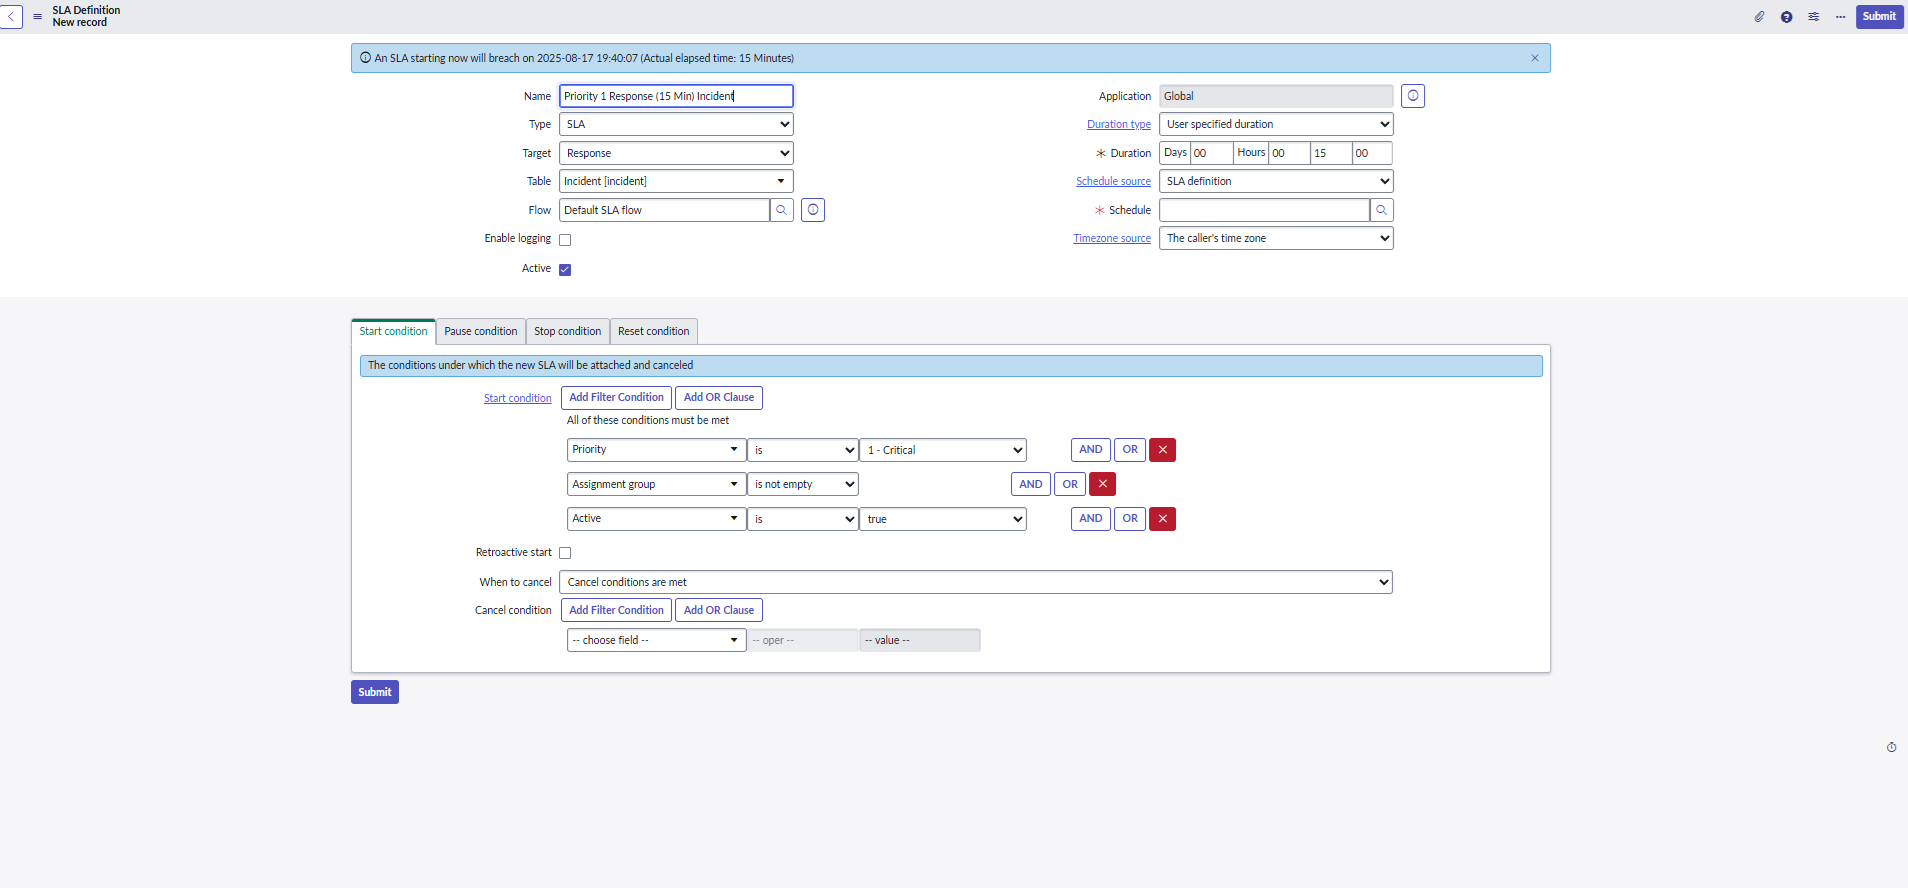 SLA Definition
New record
Submit
An SLA starting now will breach on 2025-08-17 19:40:07 (Actual elapsed time: 15 Minutes)
Name Priority 1 Response (15 Min) Incident
Type SLA
Target Response
Table Incident [incident]
Flow Default SLA flow
Enable logging
Active
Application Global
Duration type User specified duration
Duration Days 00 Hours 00 15 00
Schedule source SLA definition
Schedule
Timezone source The caller's time zone
Start condition Pause condition Stop condition Reset condition
The conditions under which the new SLA will be attached and canceled
Start condition Add Filter Condition Add OR Clause
All of these conditions must be met
Priority is 1 - Critical AND OR
Assignment group is not empty AND OR
Active is true AND OR
Retroactive start
When to cancel Cancel conditions are met
Cancel condition Add Filter Condition Add OR Clause
-- choose field -- -- oper -- -- value --
Submit